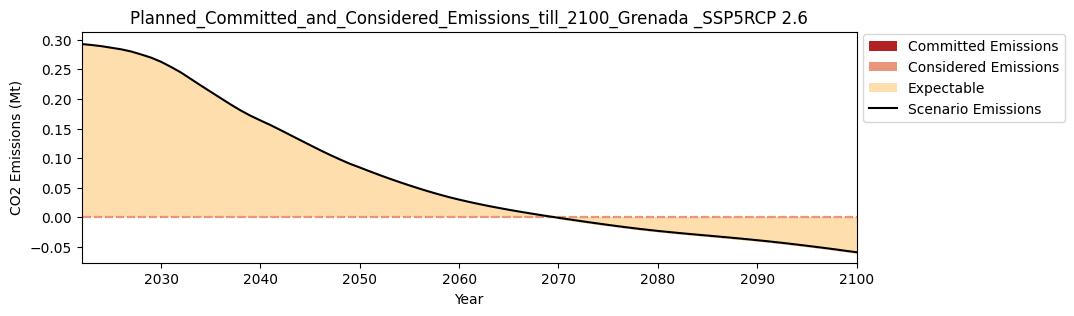 Planned_Committed_and_Considered_Emissions_till_2100_Grenada _SSP5RCP 2.6
CO2 Emissions (Mt)
0.30
0.25
0.20
0.15
0.10
0.05
0.00
−0.05
2030
2040
2050
2060
2070
2080
2090
2100
Year
Committed Emissions
Considered Emissions
Expectable
Scenario Emissions